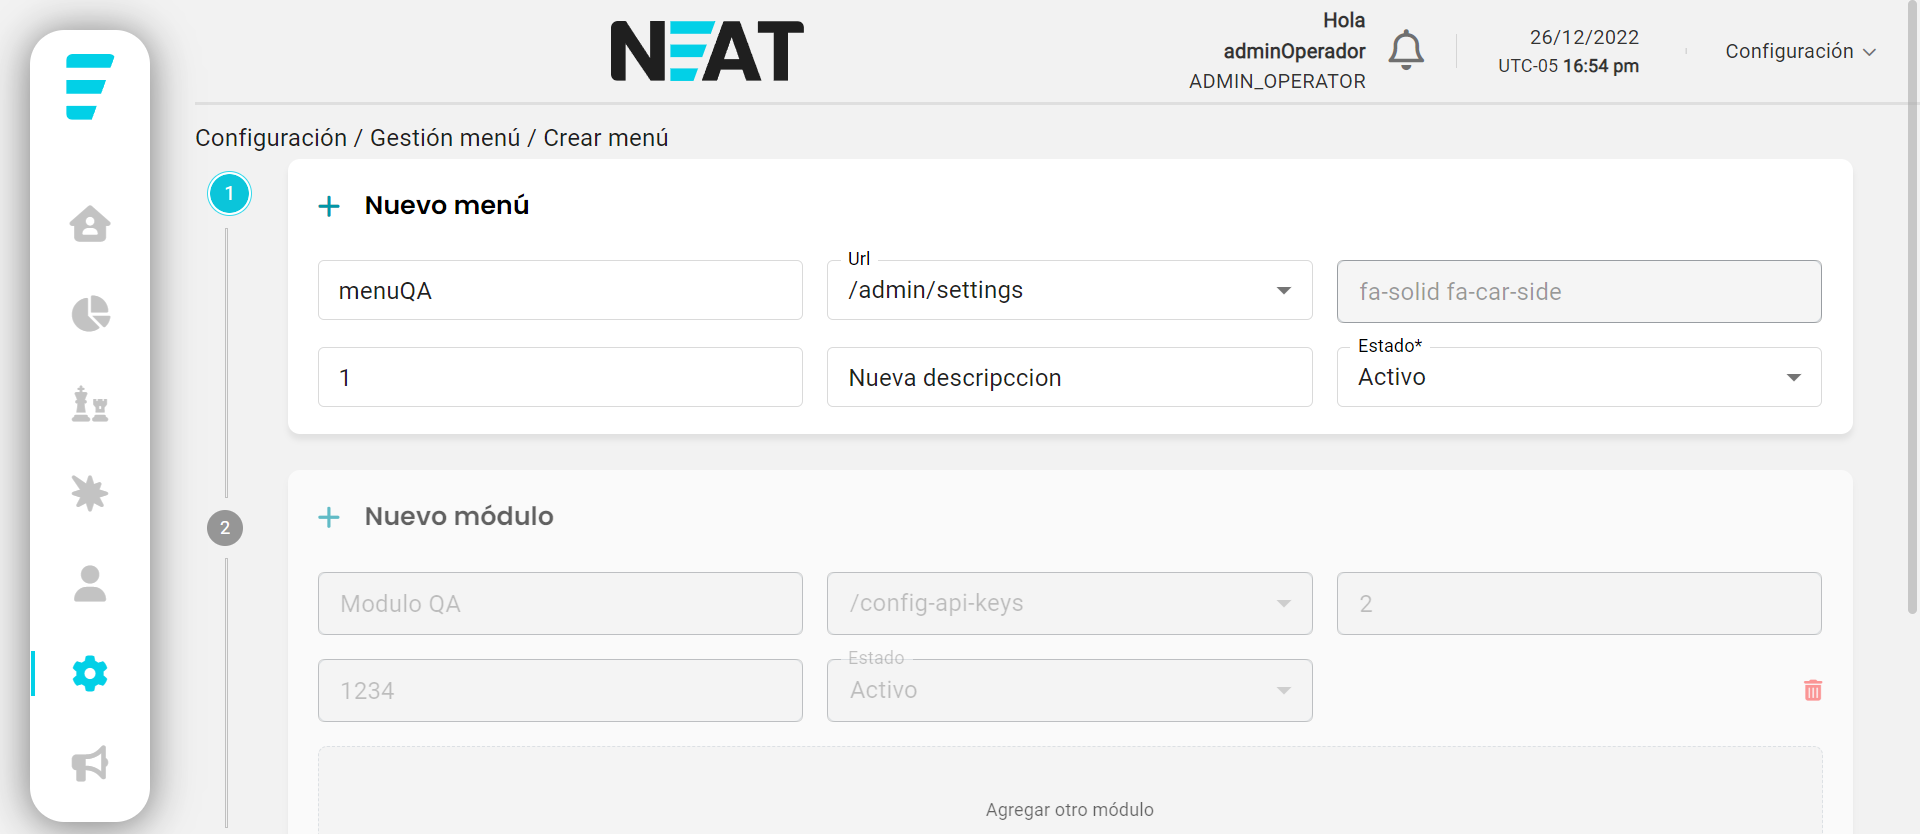 NEAT
Hola
adminOperador
ADMIN_OPERATOR
26/12/2022
UTC-05 16:54 pm
Configuración
Configuración / Gestión menú / Crear menú
1
Nuevo menú
menuQA
Url
/admin/settings
fa-solid fa-car-side
1
Nueva descripccion
Estado*
Activo
2
Nuevo módulo
Modulo QA
/config-api-keys
2
1234
Estado
Activo
Agregar otro módulo